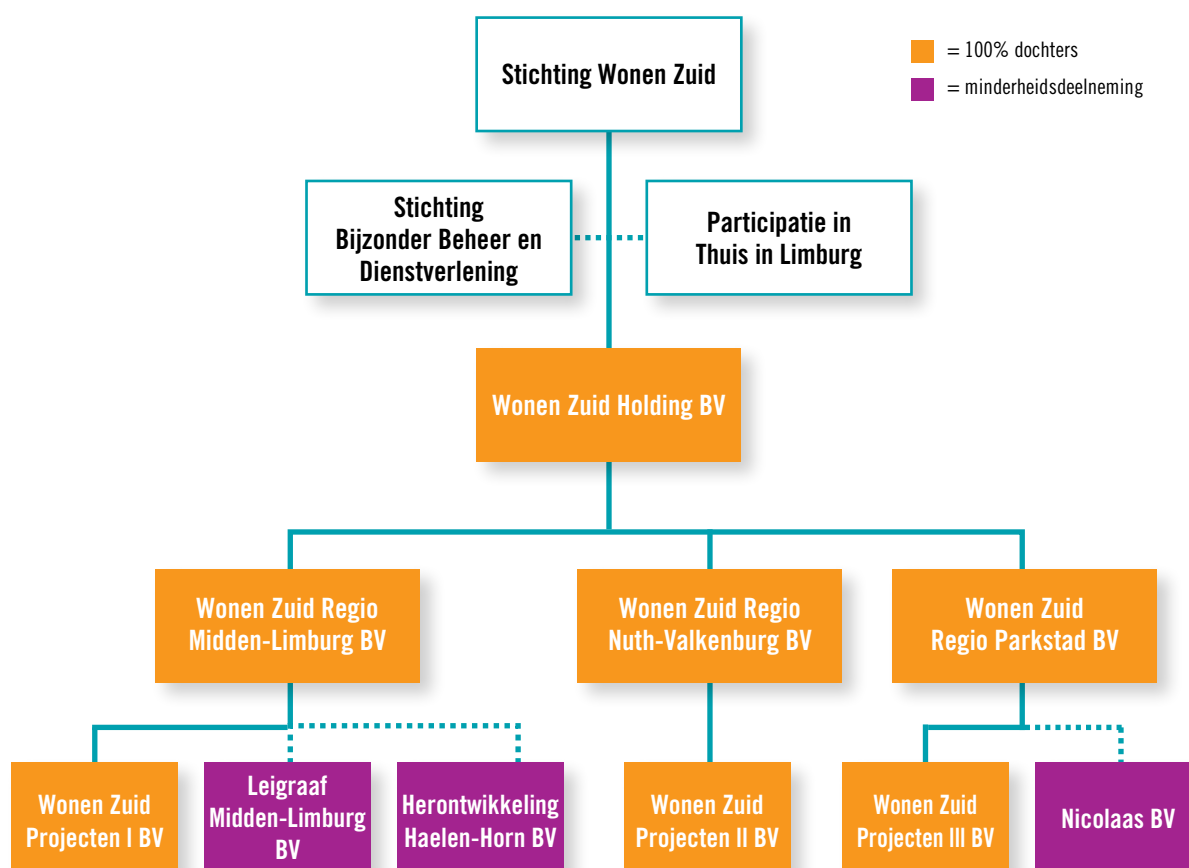 Stichting Wonen Zuid
= 100% dochters
= minderheidsdeelneming
Stichting
Bijzonder Beheer en
Dienstverlening
Participatie in
Thuis in Limburg
Wonen Zuid Holding BV
Wonen Zuid Regio
Midden-Limburg BV
Wonen Zuid Regio
Nuth-Valkenburg BV
Wonen Zuid
Regio Parkstad BV
Wonen Zuid
Projecten I BV
Leigraaf
Midden-Limburg
BV
Herontwikkeling
Haelen-Horn BV
Wonen Zuid
Projecten II BV
Wonen Zuid
Projecten III BV
Nicolaas BV